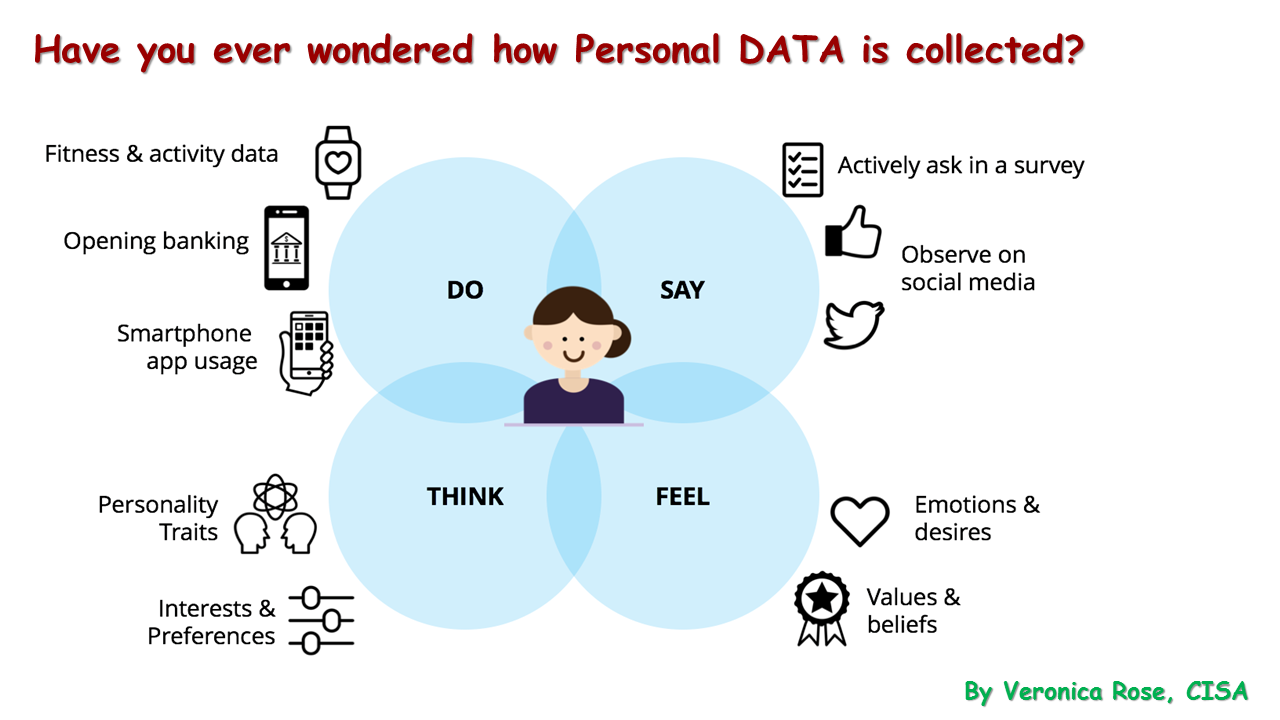 Have you ever wondered how Personal DATA is collected?
Fitness & activity data
Opening banking
Smartphone
app usage
DO
SAY
Actively ask in a survey
Observe on
social media
THINK
FEEL
Personality
Traits
Interests &
Preferences
Emotions &
desires
Values &
beliefs
By Veronica Rose, CISA